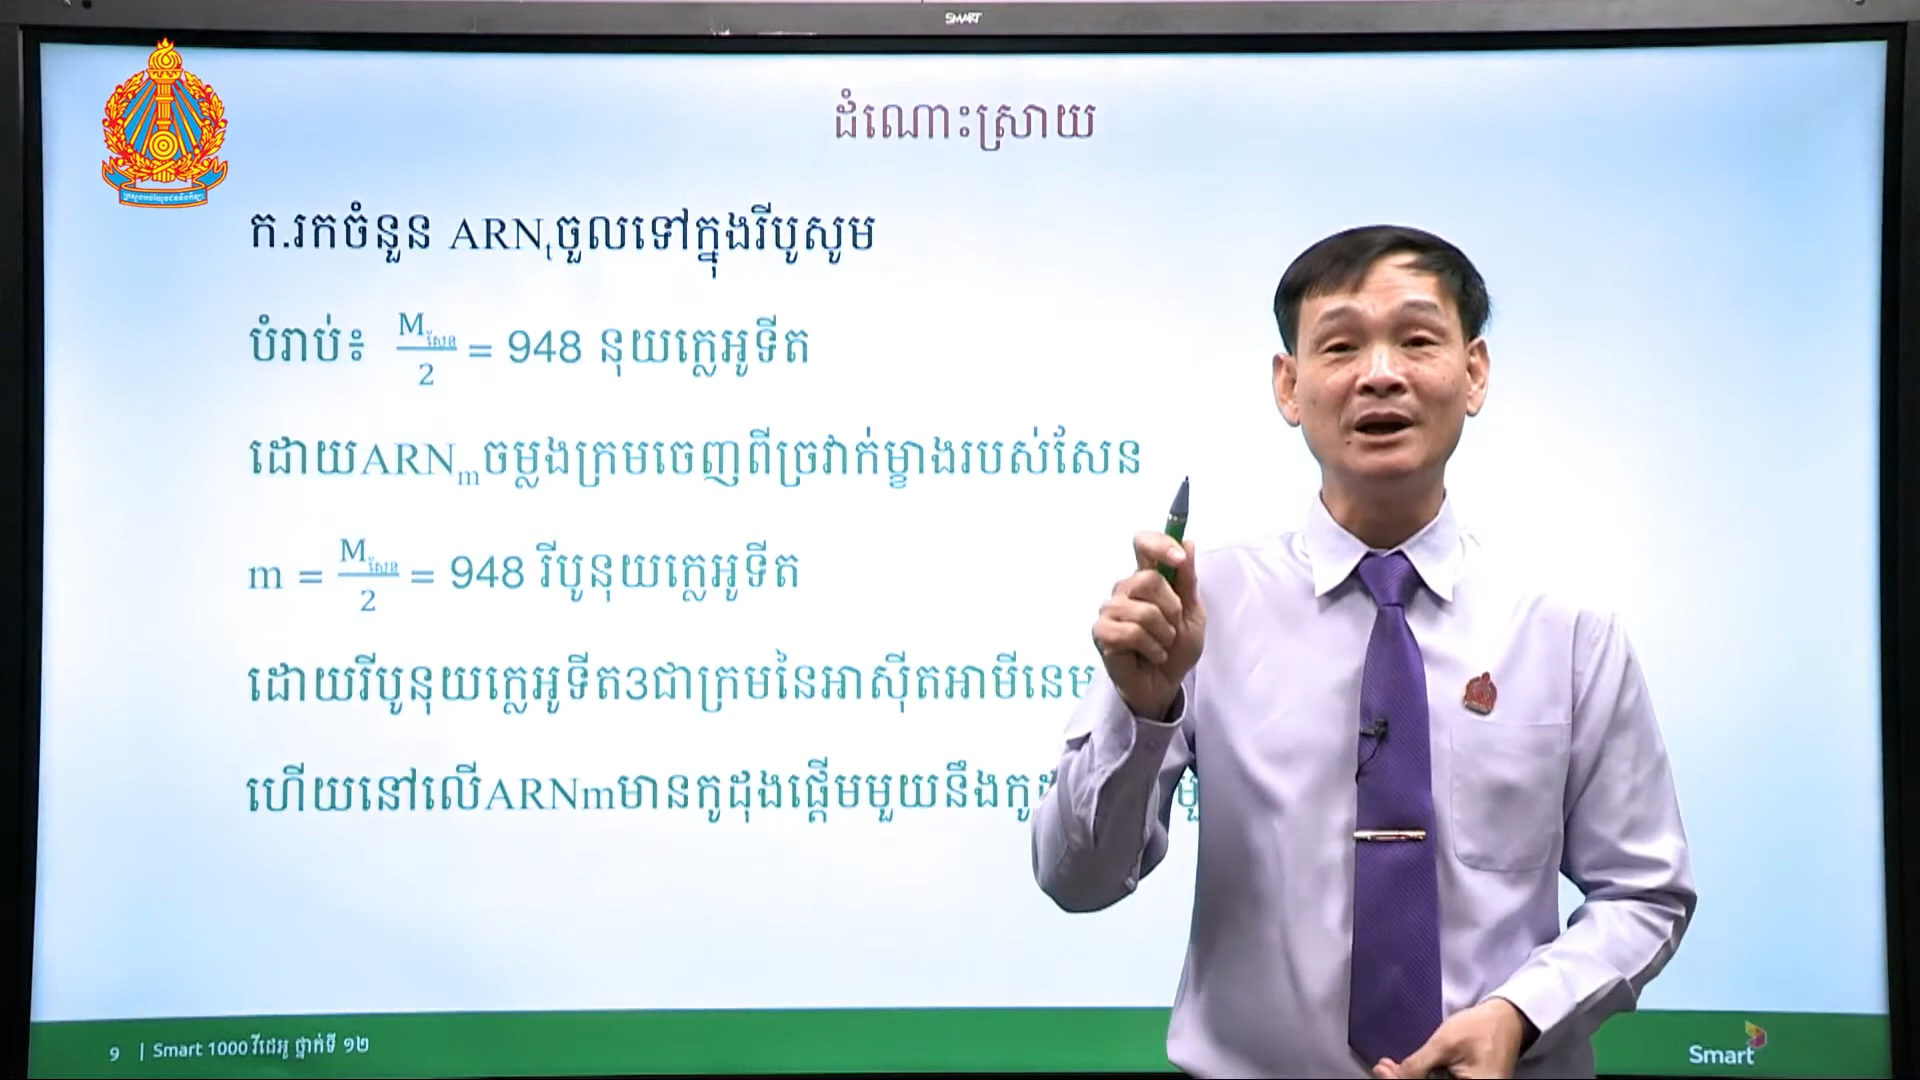 SMART
ដំណោះស្រាយ
ក.រកចំនួន ARNtចួលទៅក្នុងរីបូសូម
បំរាប់៖ Mសែន/2 = 948 នុយក្លេអូទីត
ដោយARNmចម្លងក្រមចេញពីច្រវាក់ម្ខាងរបស់សែន
m = Mសែន/2 = 948 រីបូនុយក្លេអូទីត
ដោយរីបូនុយក្លេអូទីត3ជាក្រមនៃអាស៊ីតអាមីនេ
ហើយនៅលើARNmមានកូដុងផ្តើមមួយនឹង
9 | Smart 1000 វីដេអូ ថ្នាក់ទី ១២
Smart